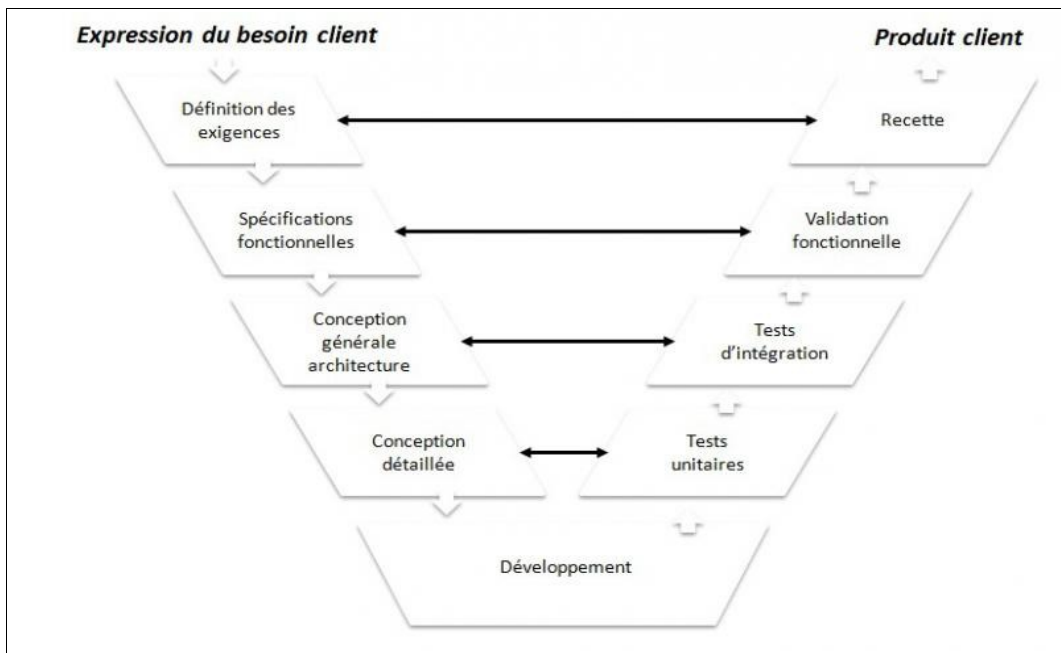 Expression du besoin client
Produit client
Définition des
exigences
Recette
Spécifications
fonctionnelles
Validation
fonctionnelle
Conception
générale
architecture
Tests
d'intégration
Conception
détaillée
Tests
unitaires
Développement